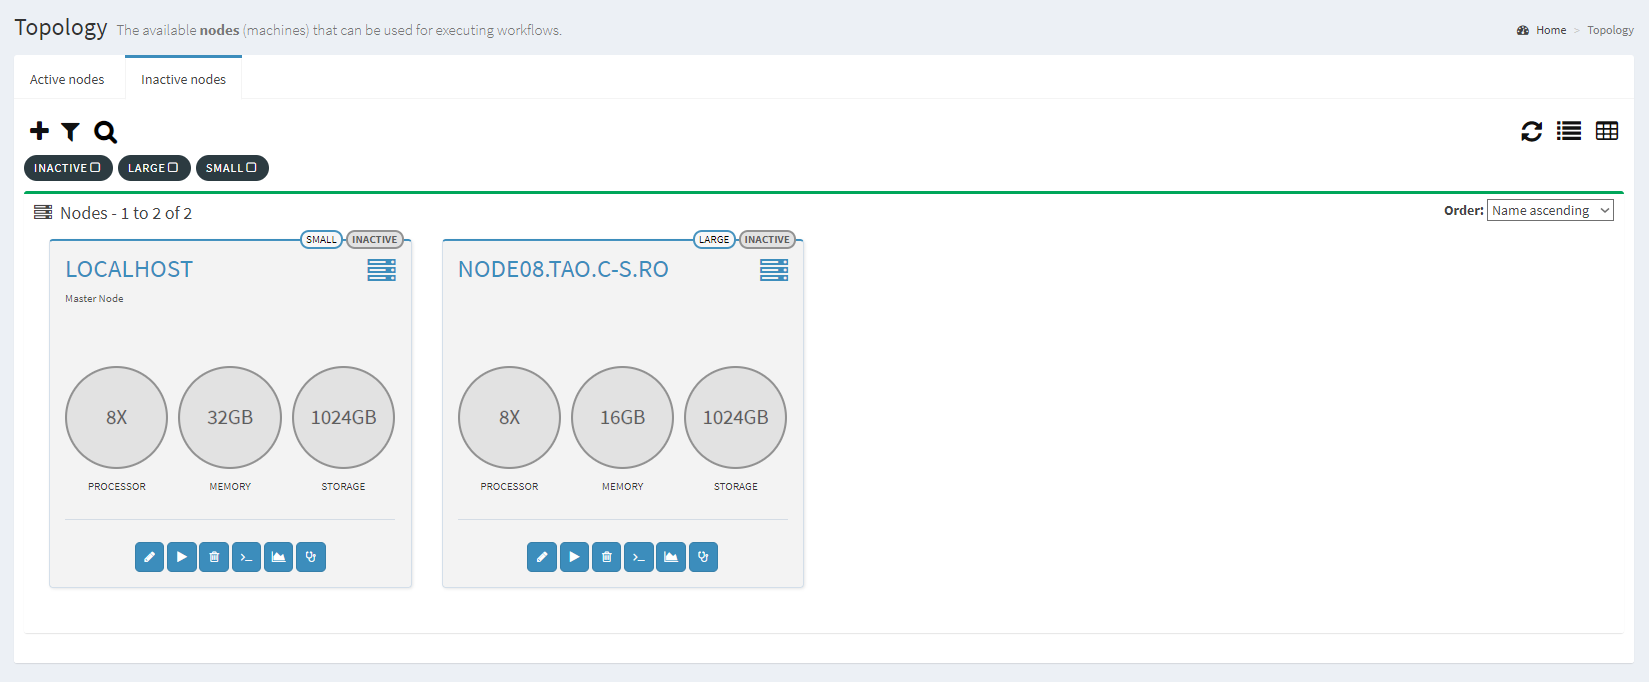 Topology The available nodes (machines) that can be used for executing workflows.
Home > Topology
Active nodes Inactive nodes
INACTIVE LARGE SMALL
Nodes - 1 to 2 of 2
Order: Name ascending
SMALL INACTIVE
LOCALHOST
Master Node
8X 32GB 1024GB
PROCESSOR MEMORY STORAGE
LARGE INACTIVE
NODE08.TAO.C-S.RO
8X 16GB 1024GB
PROCESSOR MEMORY STORAGE